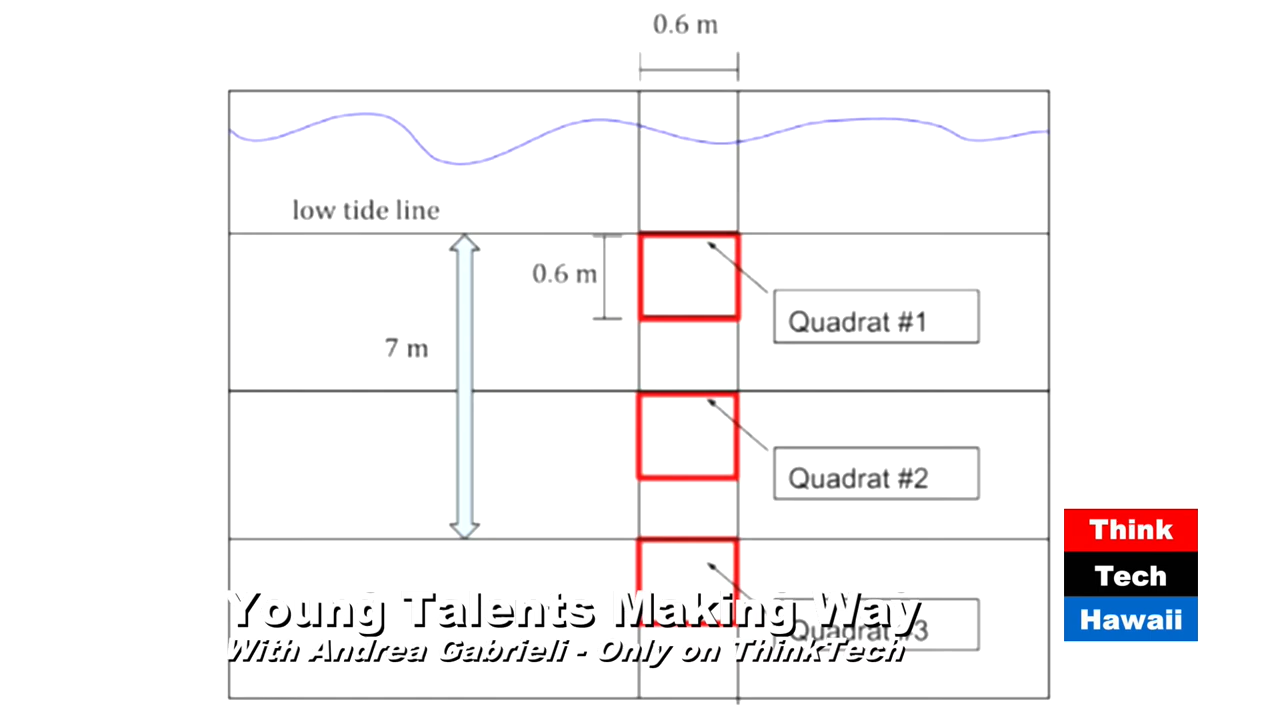 0.6 m
low tide line
0.6 m
Quadrat #1
7 m
Quadrat #2
Think
Tech
Hawaii
Young Talents Making Way
Quadrat #3
With Andrea Gabrieli - Only on ThinkTech